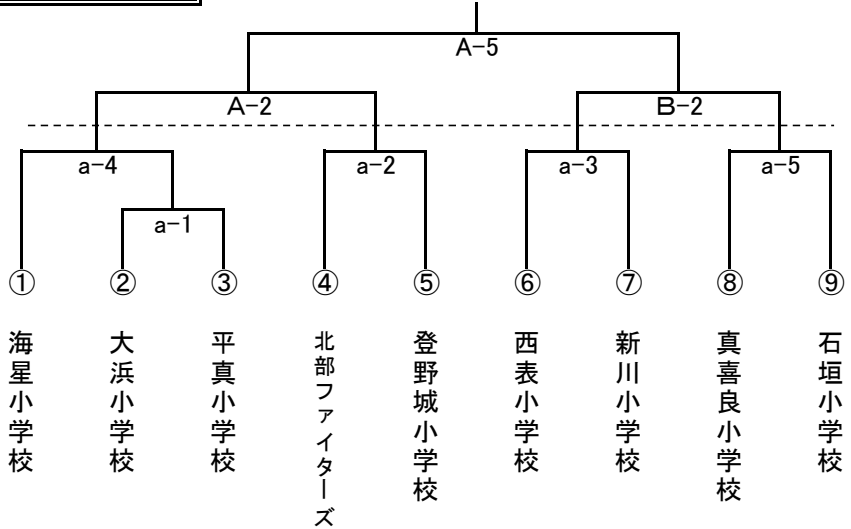 A-5
A-2
B-2
a-4
a-2
a-3
a-5
a-1
①
②
③
④
⑤
⑥
⑦
⑧
⑨
海星小学校
大浜小学校
平真小学校
北部ファイターズ
登野城小学校
西表小学校
新川小学校
真喜良小学校
石垣小学校